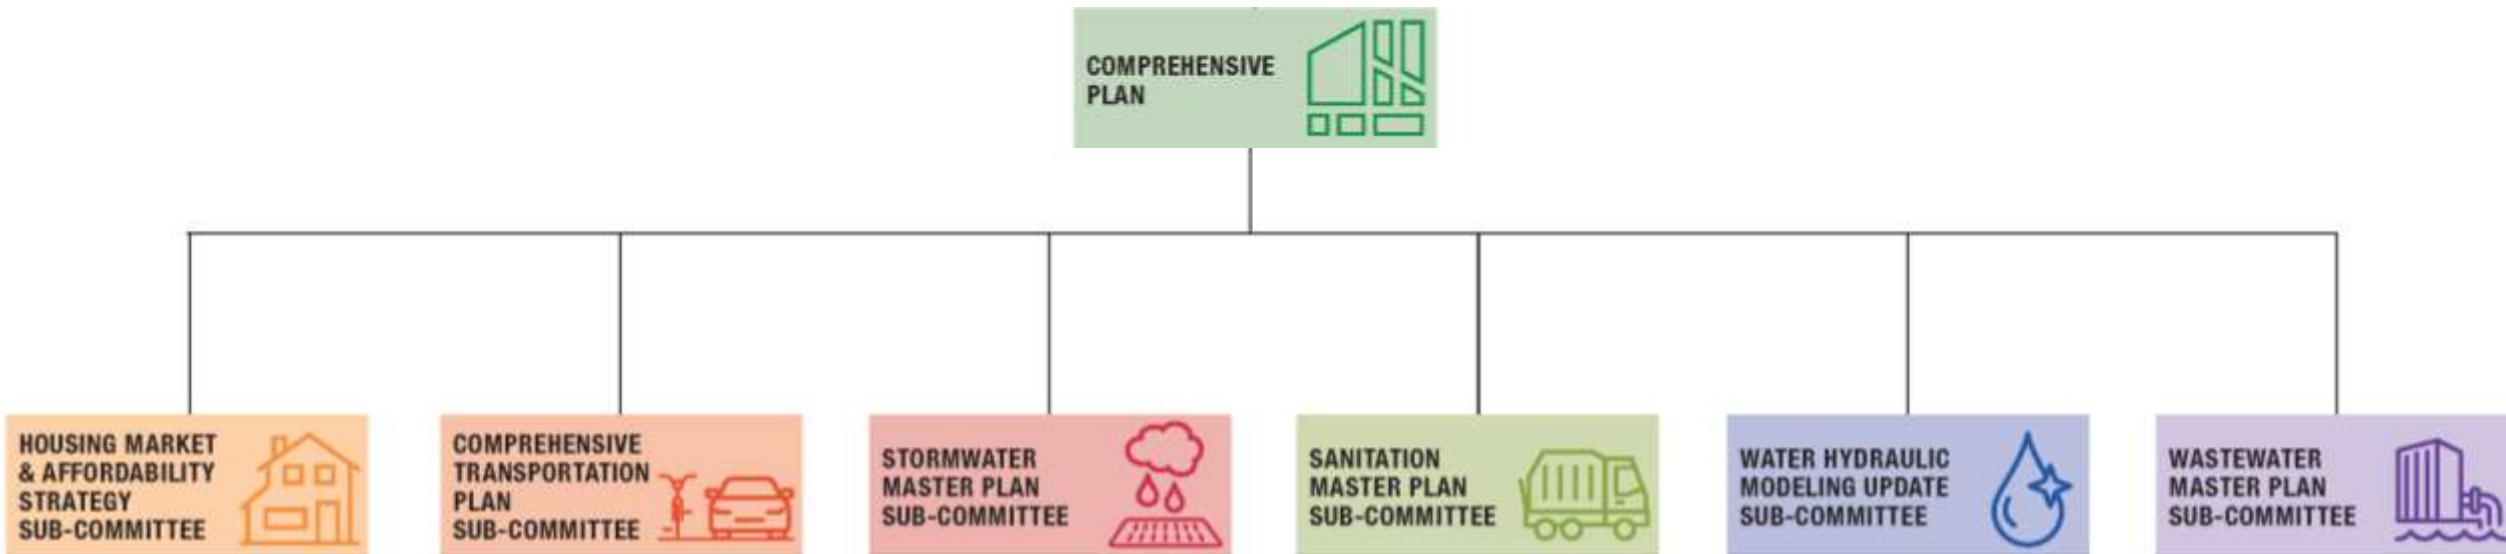 COMPREHENSIVE
PLAN
HOUSING MARKET
& AFFORDABILITY
STRATEGY
SUB-COMMITTEE
COMPREHENSIVE
TRANSPORTATION
PLAN
SUB-COMMITTEE
STORMWATER
MASTER PLAN
SUB-COMMITTEE
SANITATION
MASTER PLAN
SUB-COMMITTEE
WATER HYDRAULIC
MODELING UPDATE
SUB-COMMITTEE
WASTEWATER
MASTER PLAN
SUB-COMMITTEE